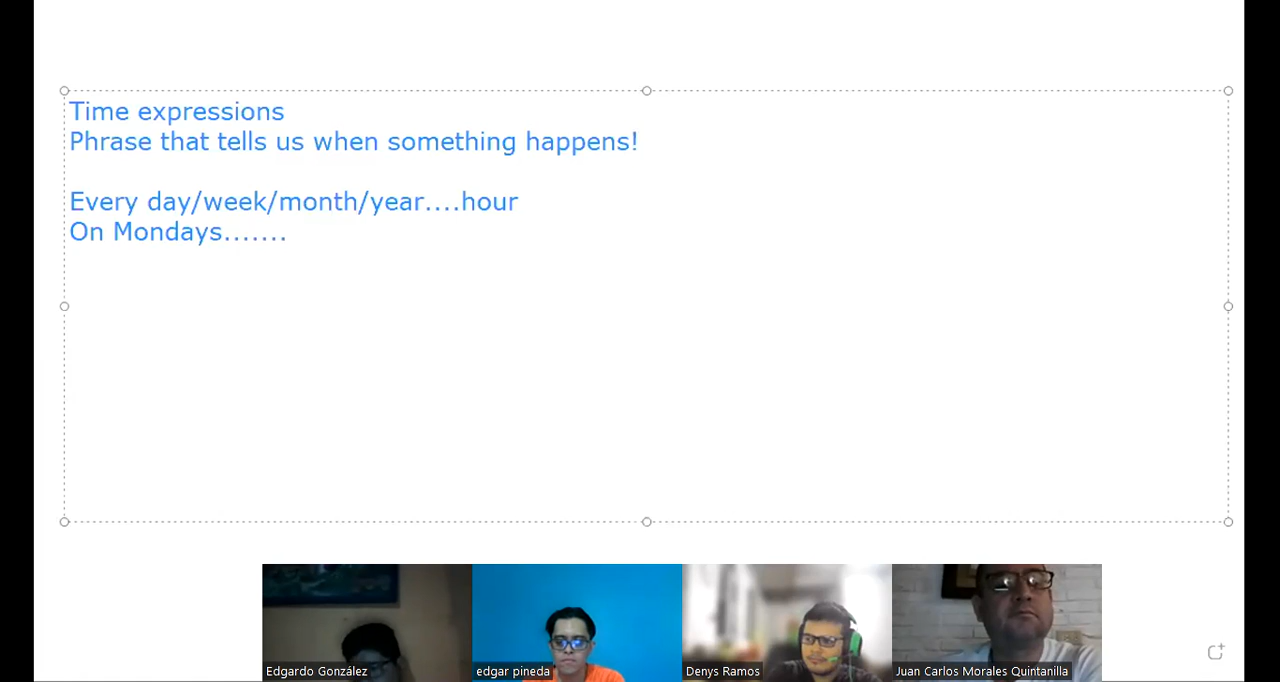 Time expressions
Phrase that tells us when something happens!
Every day/week/month/year....hour
On Mondays.......
Edgardo González
edgar pineda
Denys Ramos
Juan Carlos Morales Quintanilla